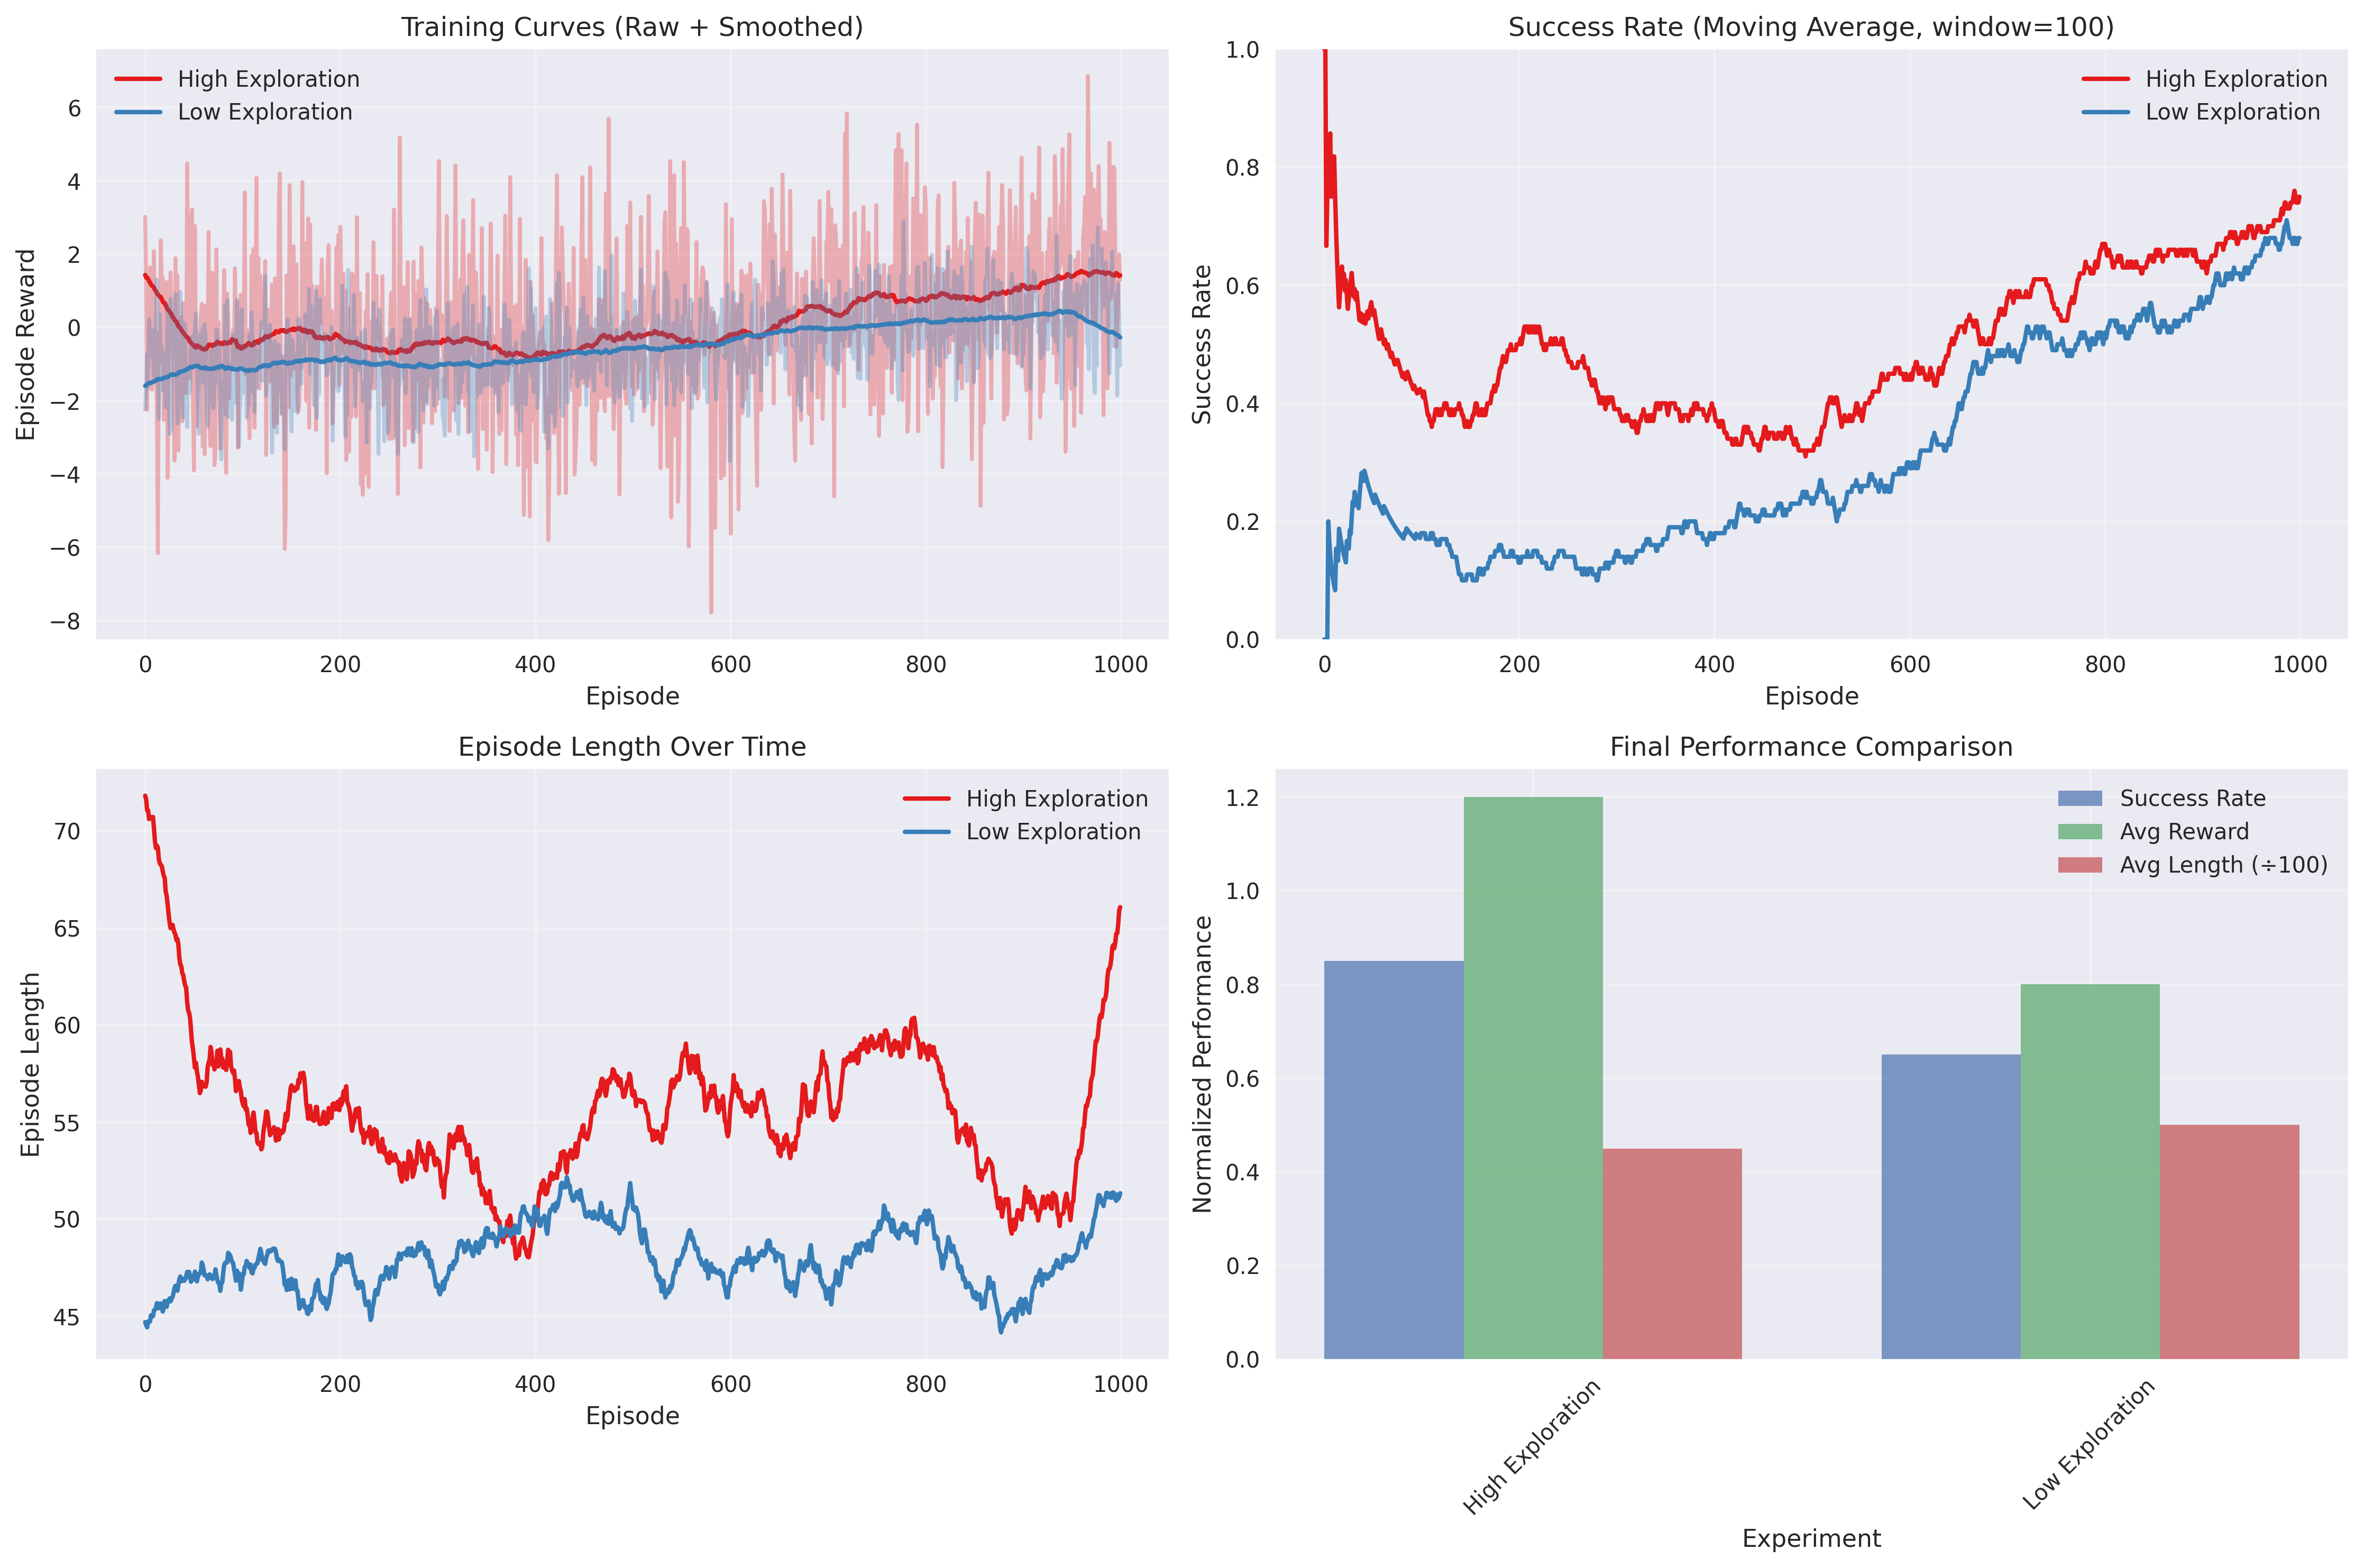 Training Curves (Raw + Smoothed)
High Exploration
Low Exploration
Episode Reward
6
4
2
0
−2
−4
−6
−8
0 200 400 600 800 1000
Episode
Success Rate (Moving Average, window=100)
High Exploration
Low Exploration
Success Rate
1.0
0.8
0.6
0.4
0.2
0.0
0 200 400 600 800 1000
Episode
Episode Length Over Time
High Exploration
Low Exploration
Episode Length
70
65
60
55
50
45
0 200 400 600 800 1000
Episode
Final Performance Comparison
Success Rate
Avg Reward
Avg Length (÷100)
Normalized Performance
1.2
1.0
0.8
0.6
0.4
0.2
0.0
High Exploration
Low Exploration
Experiment